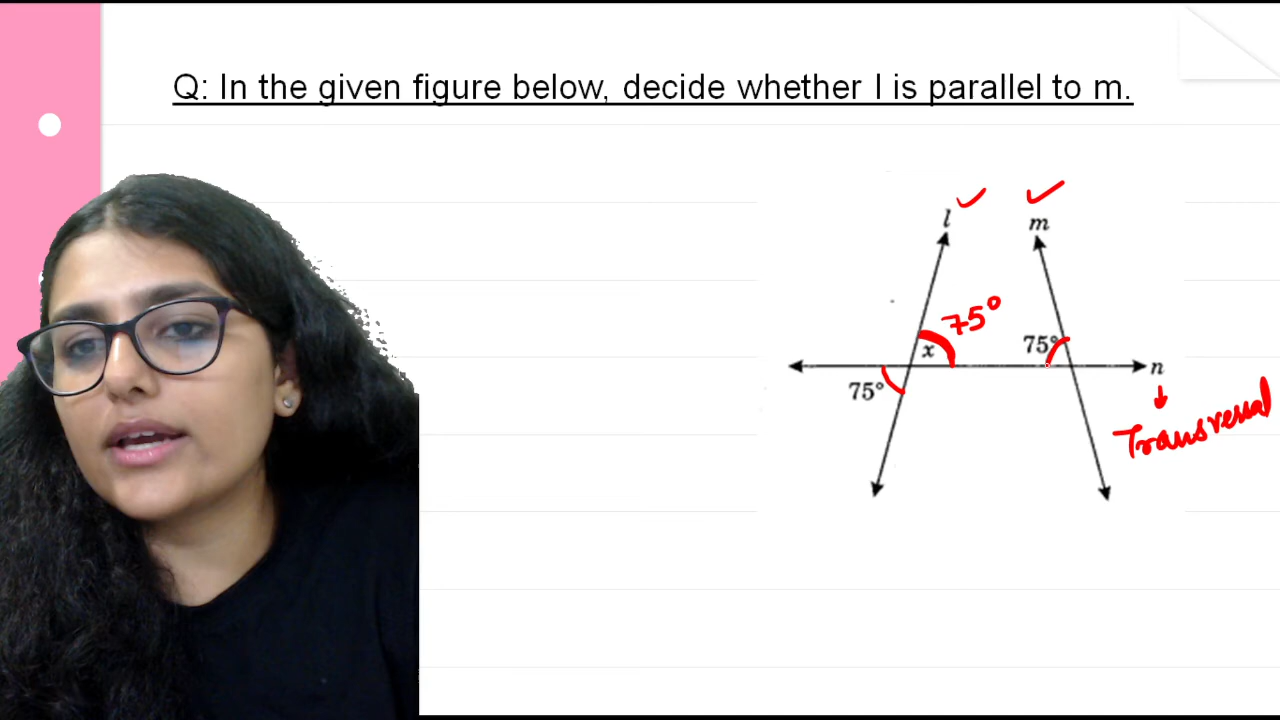 Q: In the given figure below, decide whether l is parallel to m.
l
m
75°
x
75°
75°
n
Transversal